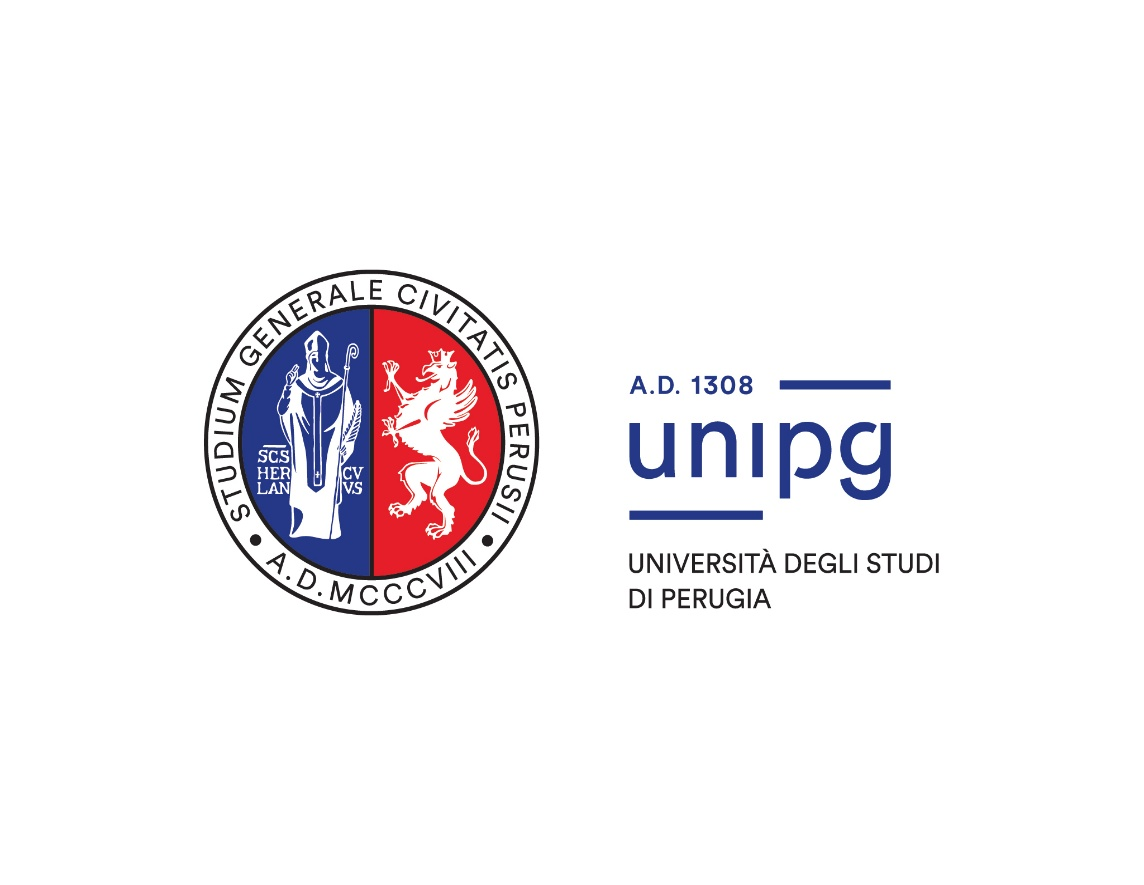 STUDIUM GENERALE CIVITATIS PERUSII
A.D.MCCCVIII
SCS
HER CV
LAN VS
A.D. 1308
unipg
UNIVERSITÀ DEGLI STUDI
DI PERUGIA